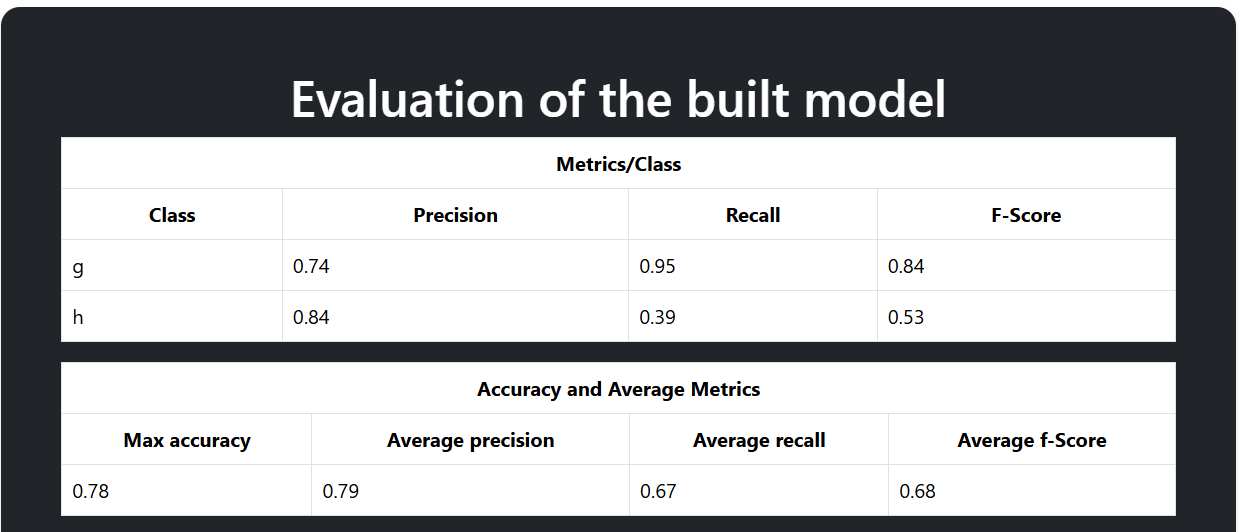 Evaluation of the built model
Metrics/Class
Class Precision Recall F-Score
g 0.74 0.95 0.84
h 0.84 0.39 0.53
Accuracy and Average Metrics
Max accuracy Average precision Average recall Average f-Score
0.78 0.79 0.67 0.68